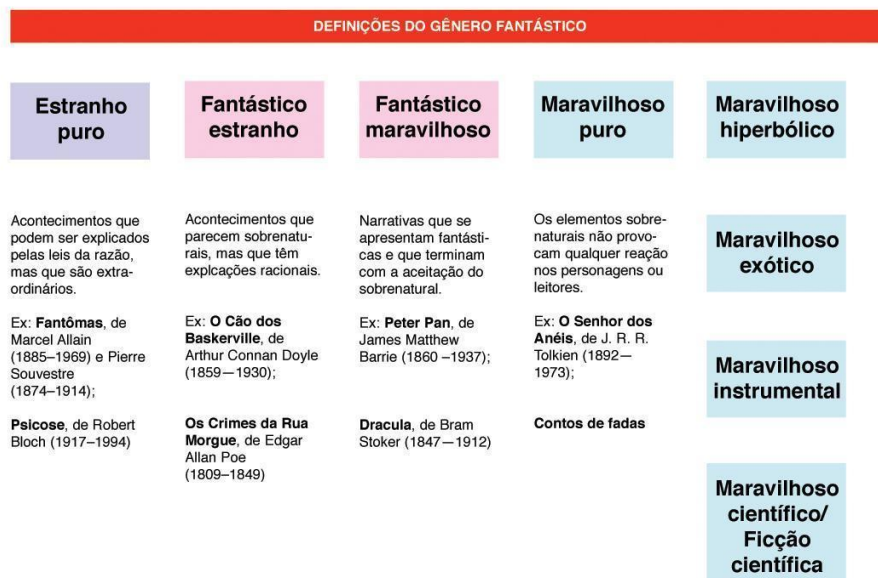 DEFINIÇÕES DO GÊNERO FANTÁSTICO
Estranho
puro
Acontecimentos que
podem ser explicados
pelas leis da razão,
mas que são extra-
ordinários.
Ex: Fantômas, de
Marcel Allain
(1885–1969) e Pierre
Souvestre
(1874–1914);
Psicose, de Robert
Bloch (1917–1994)
Fantástico
estranho
Acontecimentos que
parecem sobrenatu-
rais, mas que têm
explcações racionais.
Ex: O Cão dos
Baskerville, de
Arthur Connan Doyle
(1859—1930);
Os Crimes da Rua
Morgue, de Edgar
Allan Poe
(1809–1849)
Fantástico
maravilhoso
Narrativas que se
apresentam fantásti-
cas e que terminam
com a aceitação do
sobrenatural.
Ex: Peter Pan, de
James Matthew
Barrie (1860 –1937);
Dracula, de Bram
Stoker (1847—1912)
Maravilhoso
puro
Os elementos sobre-
naturais não provo-
cam qualquer reação
nos personagens ou
leitores.
Ex: O Senhor dos
Anéis, de J. R. R.
Tolkien (1892—
1973);
Contos de fadas
Maravilhoso
hiperbólico
Maravilhoso
exótico
Maravilhoso
instrumental
Maravilhoso
científico/
Ficção
científica